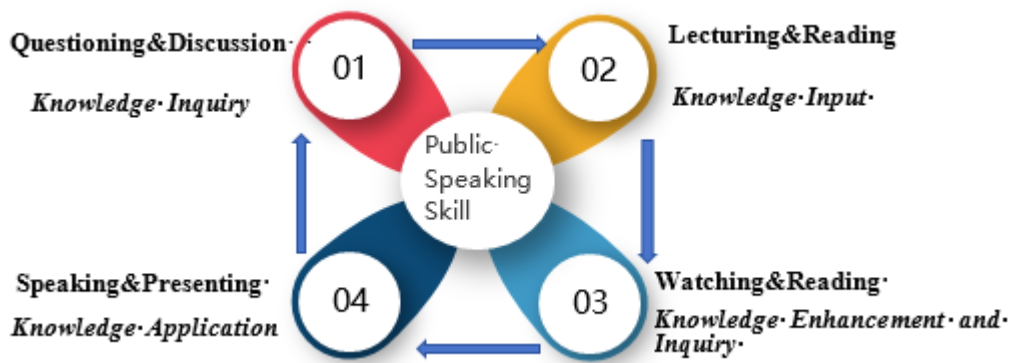 Questioning&Discussion
Knowledge Inquiry
01
02
Lecturing&Reading
Knowledge Input
Public
Speaking
Skill
Speaking&Presenting
Knowledge Application
04
03
Watching&Reading
Knowledge Enhancement and
Inquiry